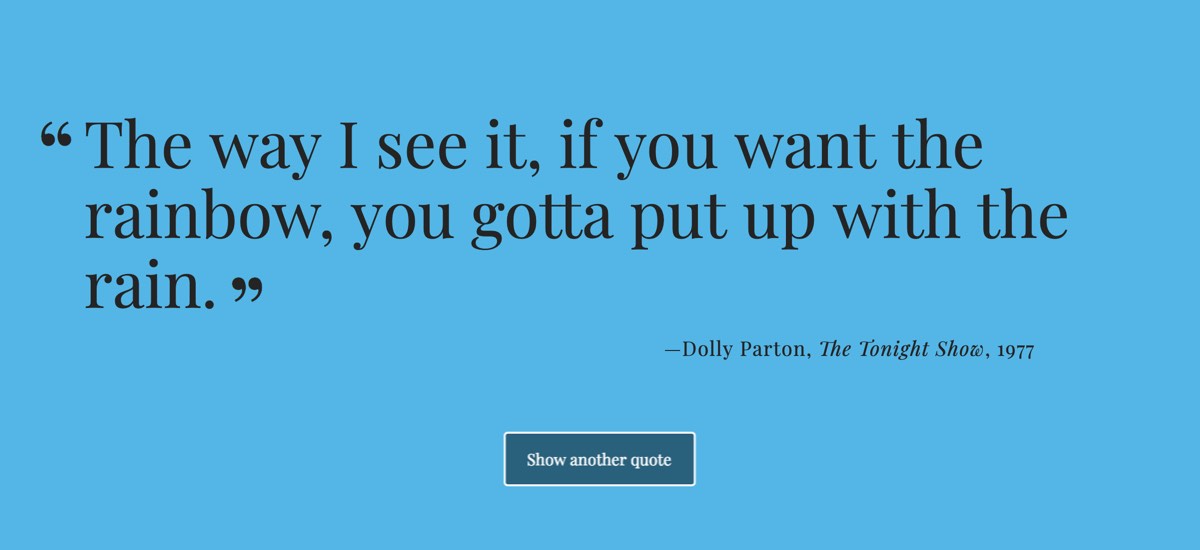 “The way I see it, if you want the
rainbow, you gotta put up with the
rain.”
—Dolly Parton, The Tonight Show, 1977
Show another quote